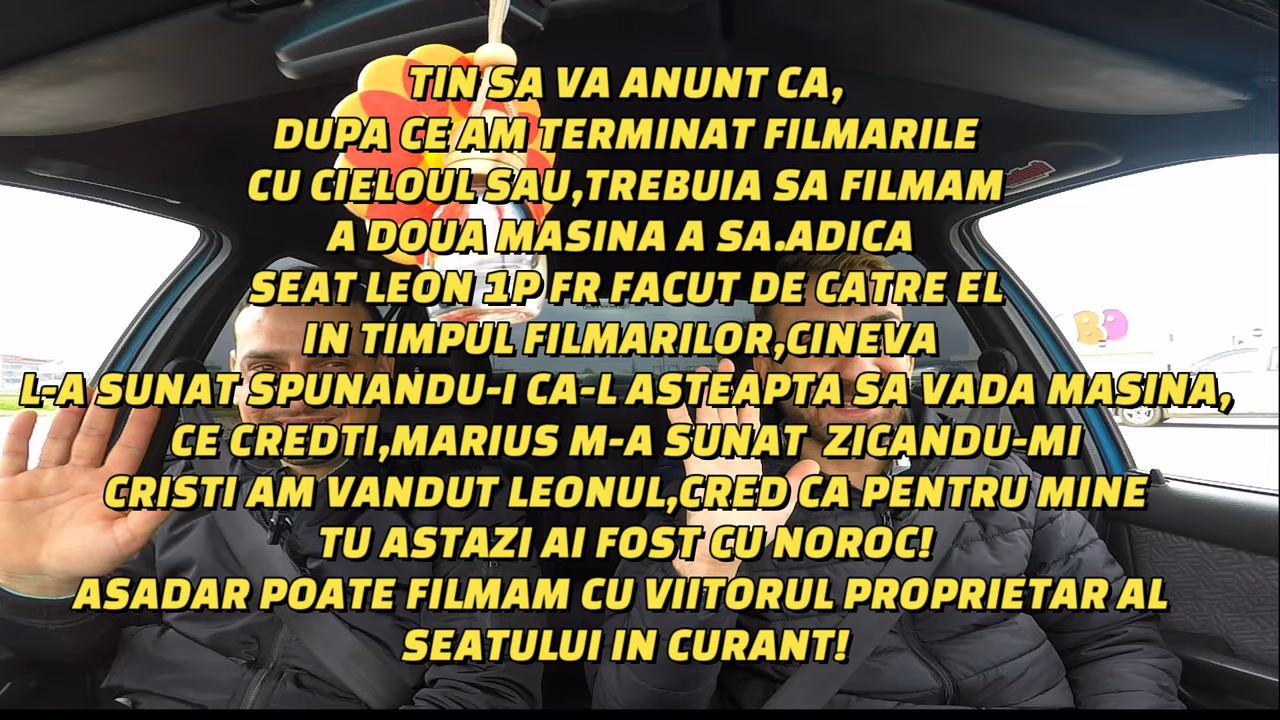 TIN SA VA ANUNT CA,
DUPA CE AM TERMINAT FILMARILE
CU CIELOUL SAU,TREBUIA SA FILMAM
A DOUA MASINA A SA.ADICA
SEAT LEON 1P FR FACUT DE CATRE EL
IN TIMPUL FILMARILOR,CINEVA
L-A SUNAT SPUNANDU-I CA-L ASTEAPTA SA VADA MASINA,
CE CREDTI,MARIUS M-A SUNAT ZICANDU-MI
CRISTI AM VANDUT LEONUL,CRED CA PENTRU MINE
TU ASTAZI AI FOST CU NOROC!
ASADAR POATE FILMAM CU VIITORUL PROPRIETAR AL
SEATULUI IN CURANT!